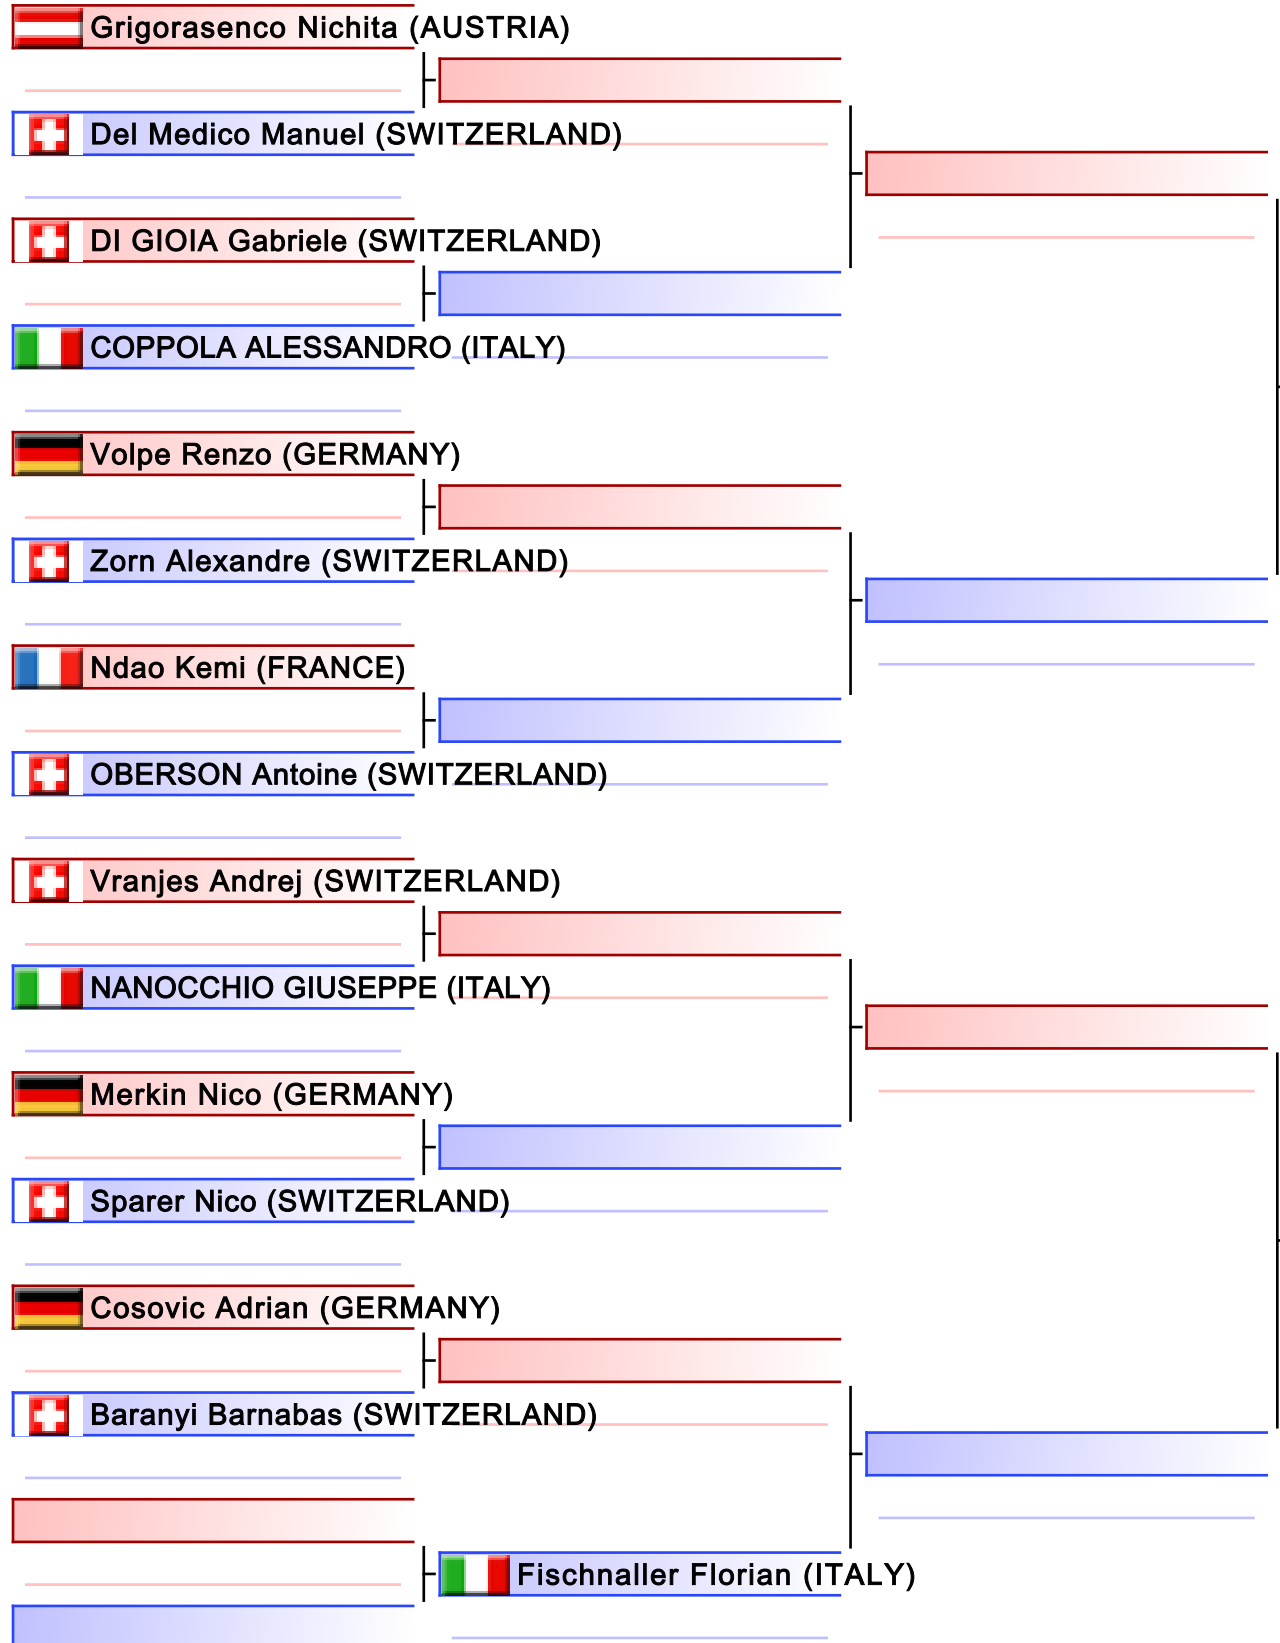 Grigorasenco Nichita (AUSTRIA)
Del Medico Manuel (SWITZERLAND)
DI GIOIA Gabriele (SWITZERLAND)
COPPOLA ALESSANDRO (ITALY)
Volpe Renzo (GERMANY)
Zorn Alexandre (SWITZERLAND)
Ndao Kemi (FRANCE)
OBERSON Antoine (SWITZERLAND)
Vranjes Andrej (SWITZERLAND)
NANOCCHIO GIUSEPPE (ITALY)
Merkin Nico (GERMANY)
Sparer Nico (SWITZERLAND)
Cosovic Adrian (GERMANY)
Baranyi Barnabas (SWITZERLAND)
Fischnaller Florian (ITALY)